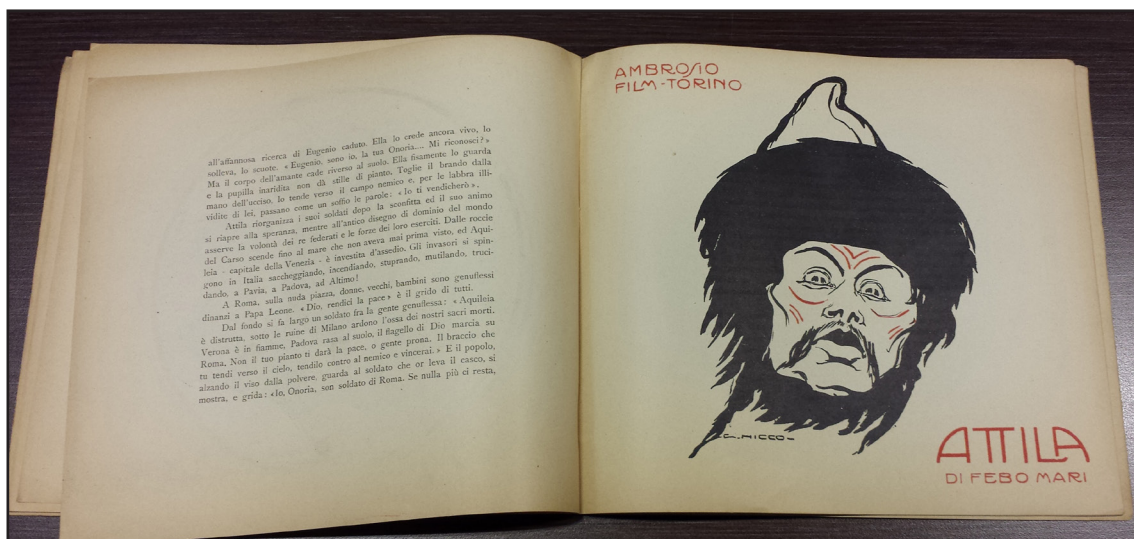 all'affannosa ricerca di Eugenio caduto. Ella lo crede ancora vivo, lo
solleva, lo scuote. «Eugenio, sono io, la tua Onoria.... Mi riconosci?»
Ma il corpo dell'amante cade riverso al suolo. Ella fisamente lo guarda
e la pupilla inaridita non dà stille di pianto. Toglie il brando dalla
mano dell'ucciso, lo tende verso il campo nemico e, per le labbra illi-
vidite di lei, passano come un soffio le parole: «Io ti vendicherò».
Attila riorganizza i suoi soldati dopo la sconfitta ed il suo animo
si riapre alla speranza, mentre all'antico disegno di dominio del mondo
asserve la volontà dei re federati e le forze dei loro eserciti. Dalle roccie
del Carso scende fino al mare che non aveva mai prima visto, ed Aqui-
leia - capitale della Venezia - è investita d'assedio. Gli invasori si spin-
gono in Italia saccheggiando, incendiando, stuprando, mutilando, truci-
dando, a Pavia, a Padova, ad Altimo!
A Roma, sulla nuda piazza, donne, vecchi, bambini sono genuflessi
dinanzi a Papa Leone. «Dio, rendici la pace» è il grido di tutti.
Dal fondo si fa largo un soldato fra la gente genuflessa: «Aquileia
è distrutta, sotto le ruine di Milano ardono l'ossa dei nostri sacri morti.
Verona è in fiamme, Padova rasa al suolo, il flagello di Dio marcia su
Roma. Non il tuo pianto ti darà la pace, o gente prona. Il braccio che
tu tendi verso il cielo, tendilo contro al nemico e vincerai.» E il popolo,
alzando il viso dalla polvere, guarda al soldato che or leva il casco, si
mostra, e grida: «Io, Onoria, son soldato di Roma. Se nulla più ci resta,
AMBROSIO
FILM-TORINO
G. MICCO-
ATTILA
DI FEBO MARI